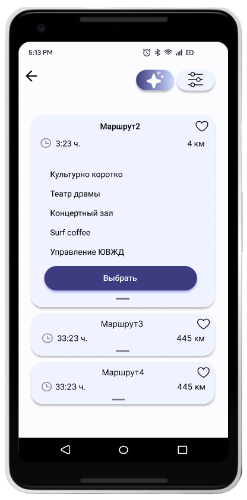 5:13 PM
Маршрут2
3:23 ч. 4 км
Культурно коротко
Театр драмы
Концертный зал
Surf coffee
Управление ЮВЖД
Выбрать
Маршрут3
33:23 ч. 445 км
Маршрут4
33:23 ч. 445 км